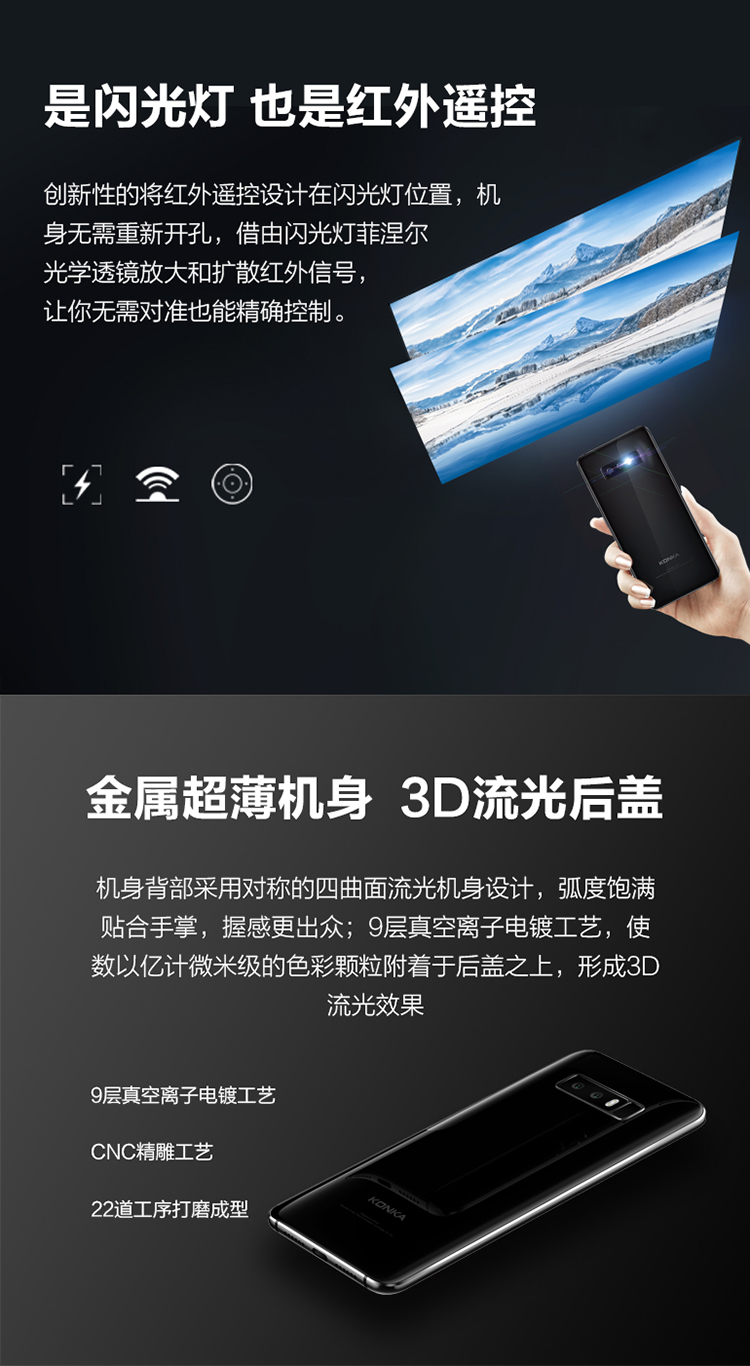 是闪光灯 也是红外遥控
创新性的将红外遥控设计在闪光灯位置，机
身无需重新开孔，借由闪光灯菲涅尔
光学透镜放大和扩散红外信号，
让你无需对准也能精确控制。
KONKA
金属超薄机身 3D流光后盖
机身背部采用对称的四曲面流光机身设计，弧度饱满
贴合手掌，握感更出众；9层真空离子电镀工艺，使
数以亿计微米级的色彩颗粒附着于后盖之上，形成3D
流光效果
9层真空离子电镀工艺
CNC精雕工艺
22道工序打磨成型
KONKA